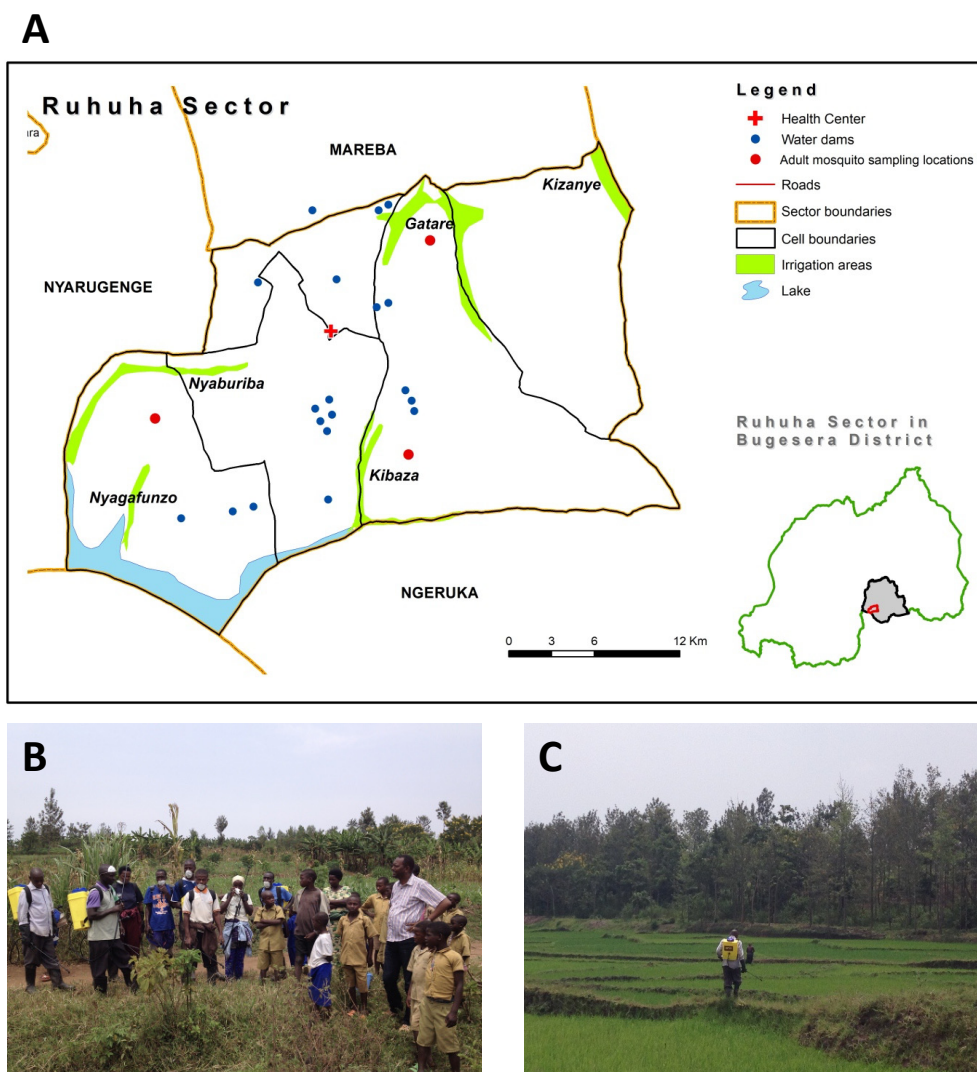 A
Ruhuha Sector
ara
MAREBA
Kizanye
Gatare
NYARUGENGE
Nyaburiba
Kibaza
Nyagafunzo
NGERUKA
0 3 6 12 Km
Legend
Health Center
Water dams
Adult mosquito sampling locations
Roads
Sector boundaries
Cell boundaries
Irrigation areas
Lake
Ruhuha Sector in
Bugesera District
B
C